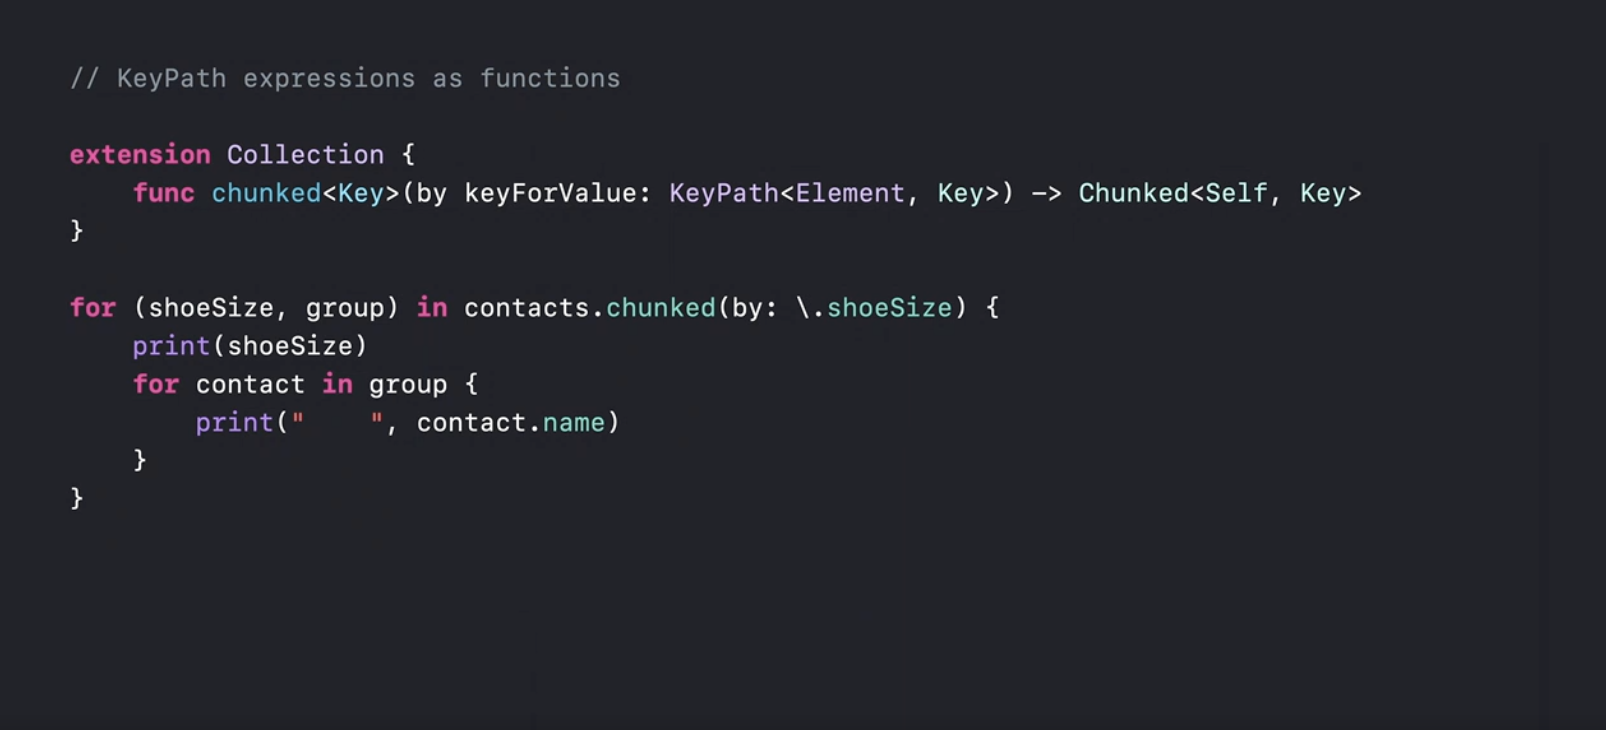 // KeyPath expressions as functions
extension Collection {
    func chunked<Key>(by keyForValue: KeyPath<Element, Key>) -> Chunked<Self, Key>
}
for (shoeSize, group) in contacts.chunked(by: \.shoeSize) {
    print(shoeSize)
    for contact in group {
        print("    ", contact.name)
    }
}